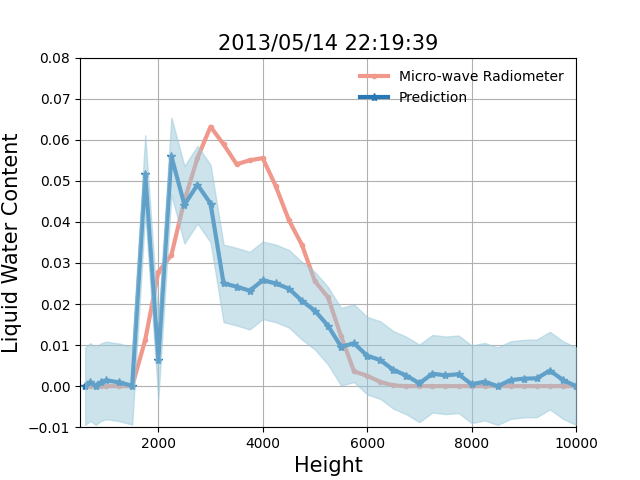 2013/05/14 22:19:39
Micro-wave Radiometer
Prediction
Liquid Water Content
0.08
0.07
0.06
0.05
0.04
0.03
0.02
0.01
0.00
−0.01
2000 4000 6000 8000 10000
Height